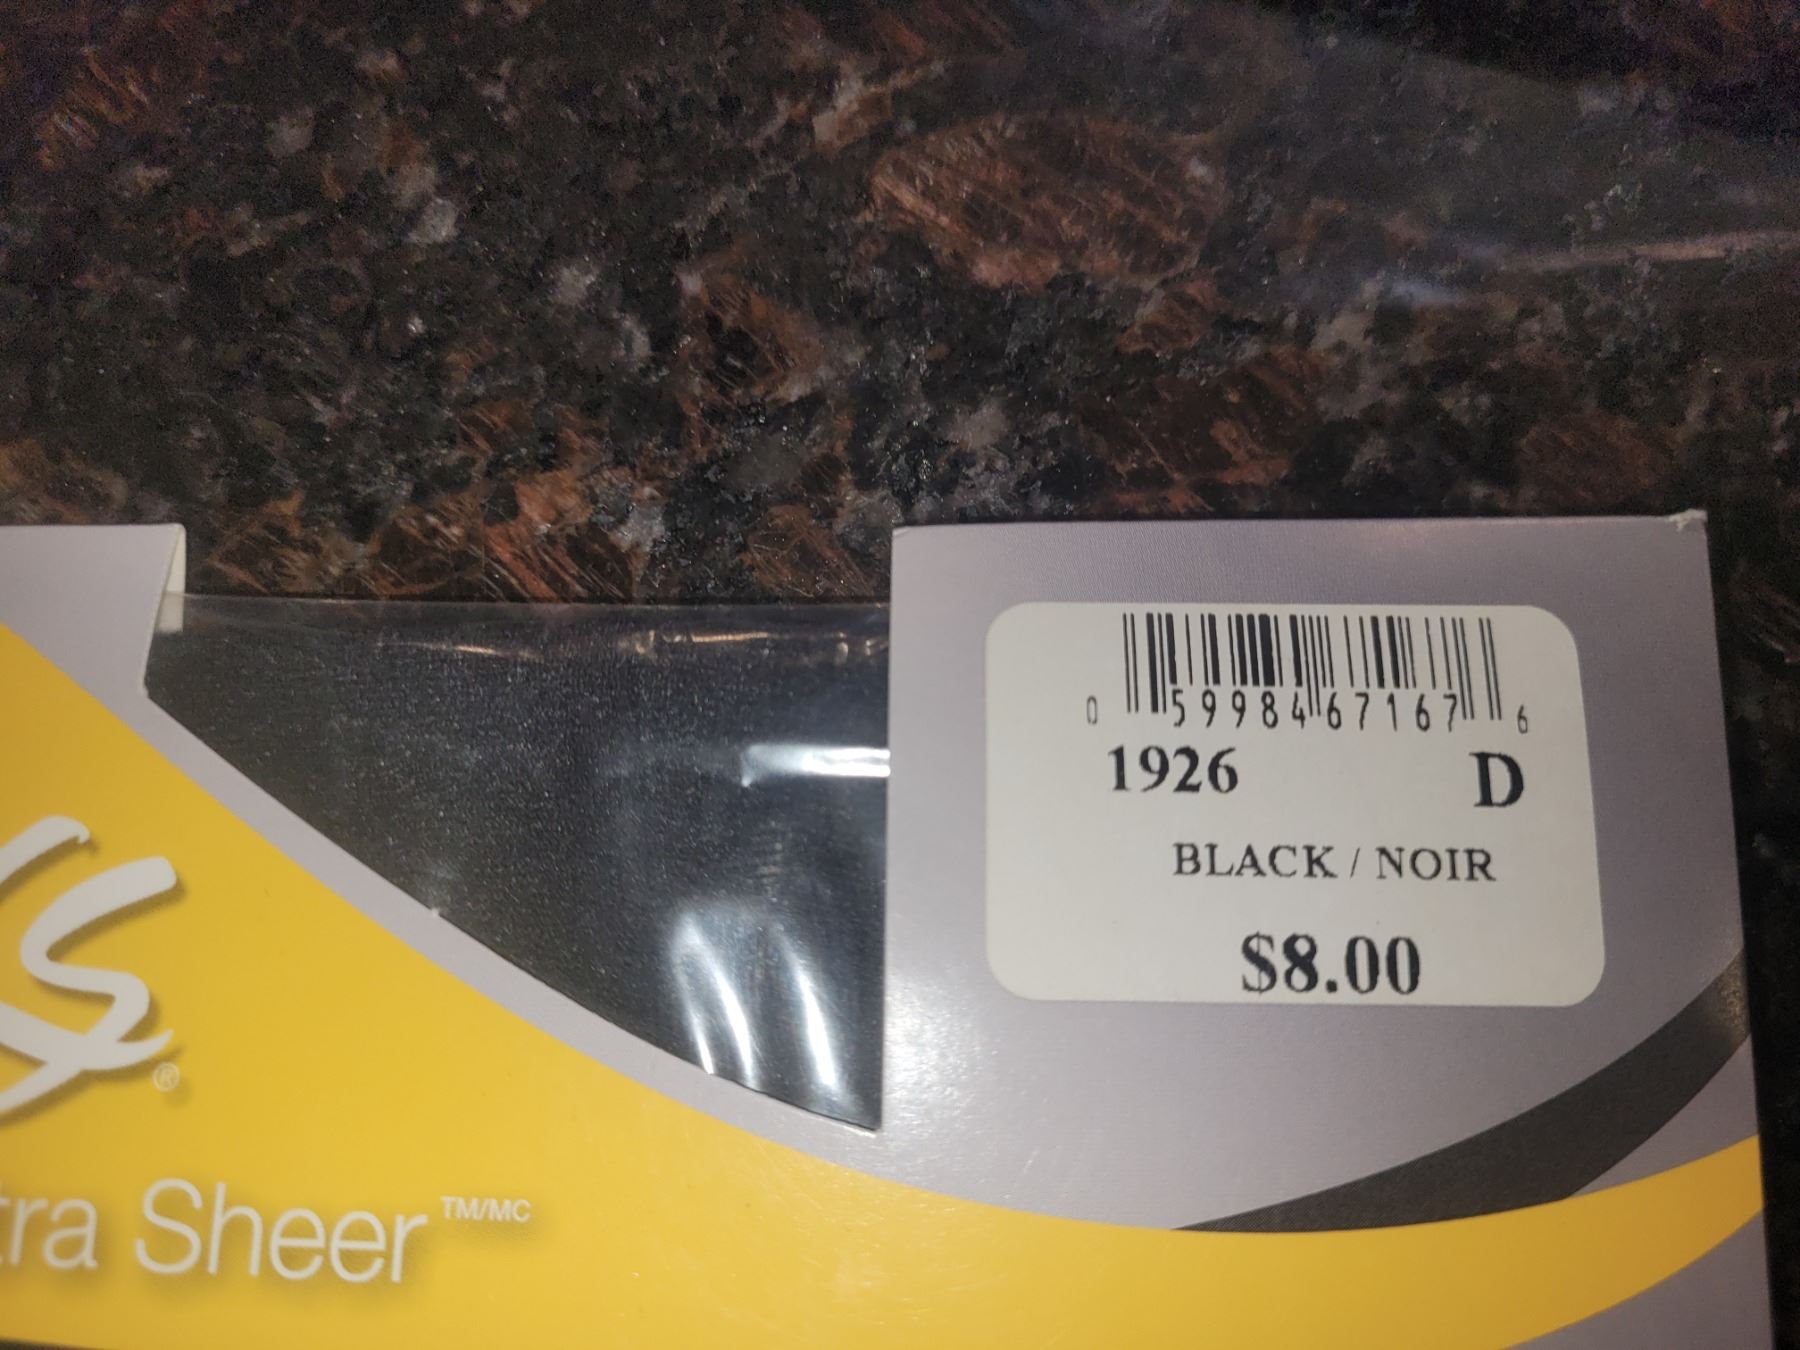 0 59984 67167 6
1926 D
BLACK / NOIR
$8.00
®
tra Sheer TM/MC